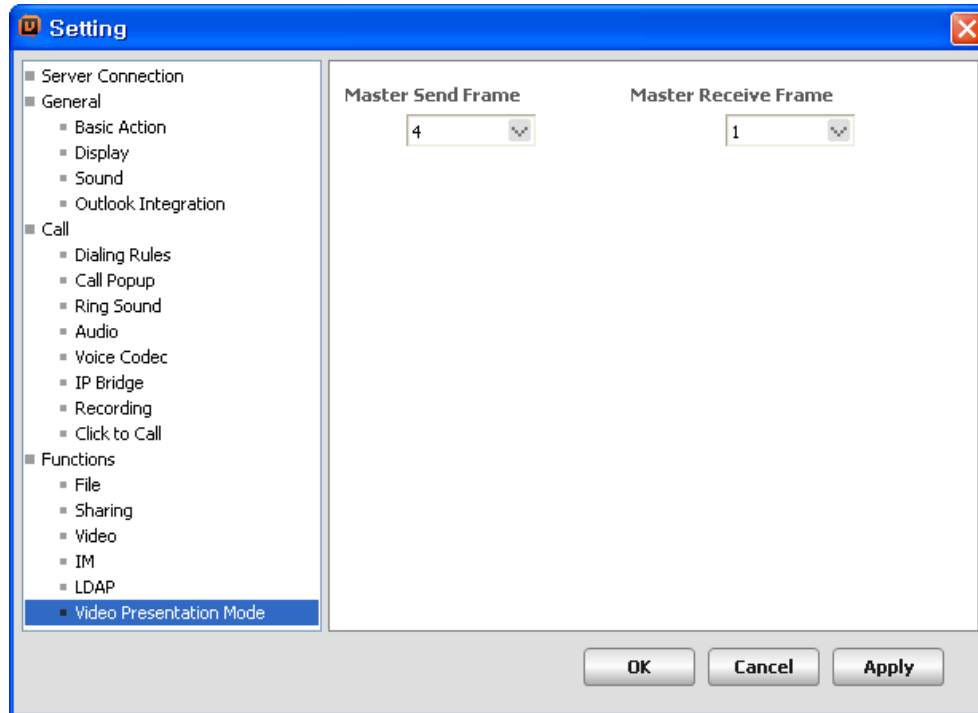 Setting
Server Connection
General
Basic Action
Display
Sound
Outlook Integration
Call
Dialing Rules
Call Popup
Ring Sound
Audio
Voice Codec
IP Bridge
Recording
Click to Call
Functions
File
Sharing
Video
IM
LDAP
Video Presentation Mode
Master Send Frame
4
Master Receive Frame
1
OK
Cancel
Apply